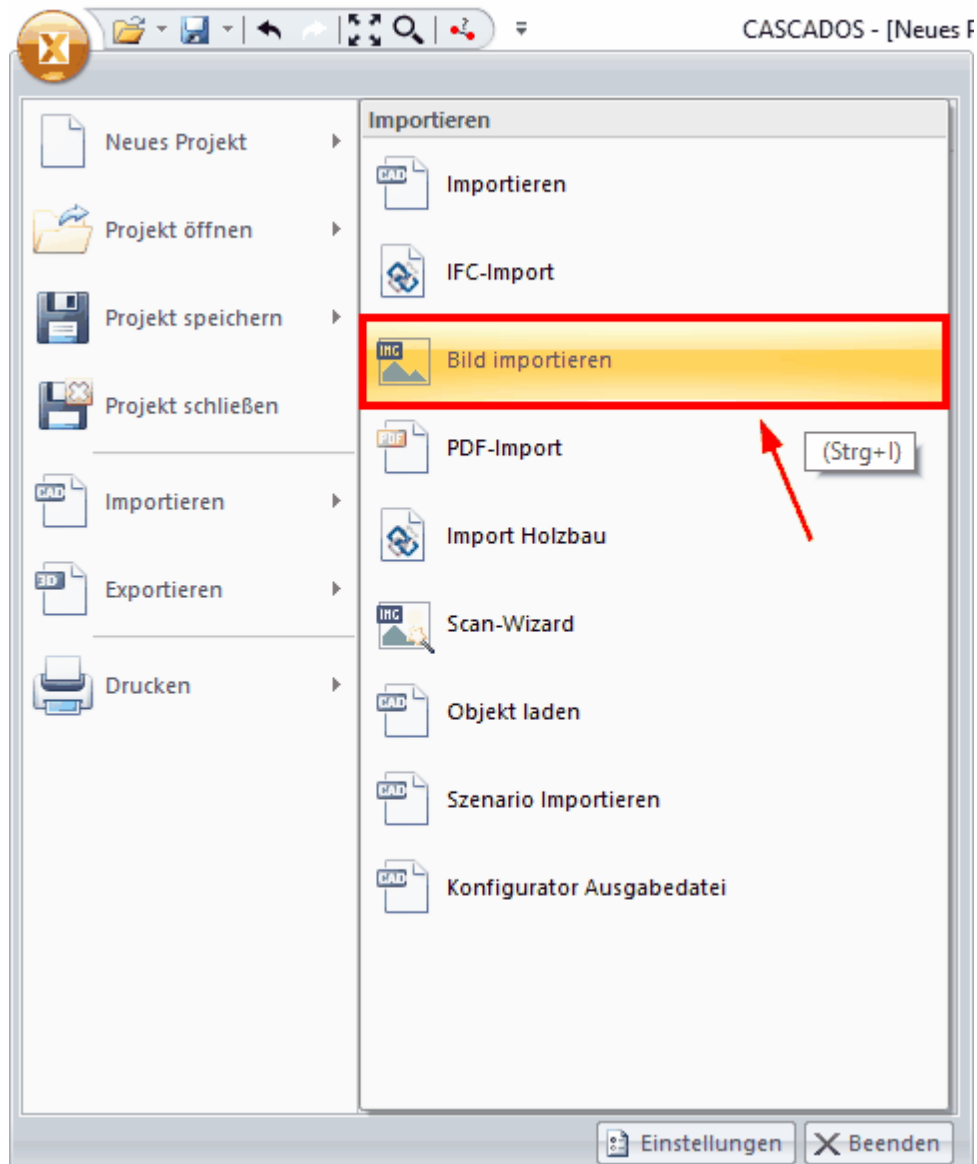 CASCADOS - [Neues P
Neues Projekt
Projekt öffnen
Projekt speichern
Projekt schließen
Importieren
Exportieren
Drucken
Importieren
CAD Importieren
IFC-Import
IMG Bild importieren
(Strg+I)
PDF PDF-Import
Import Holzbau
IMG Scan-Wizard
CAD Objekt laden
CAD Szenario Importieren
CAD Konfigurator Ausgabedatei
CAD
3D
Einstellungen
Beenden